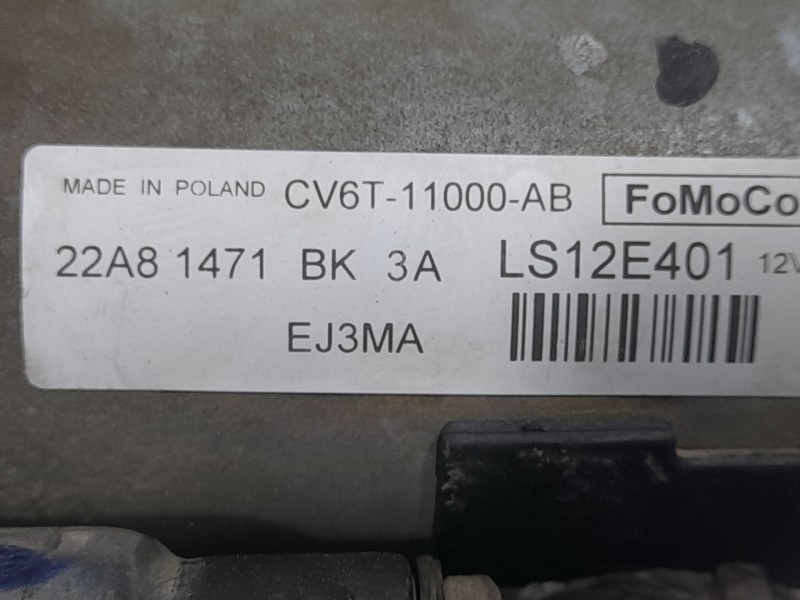 MADE IN POLAND CV6T-11000-AB FoMoCo
22A8 1471 BK 3A LS12E401 12V
EJ3MA